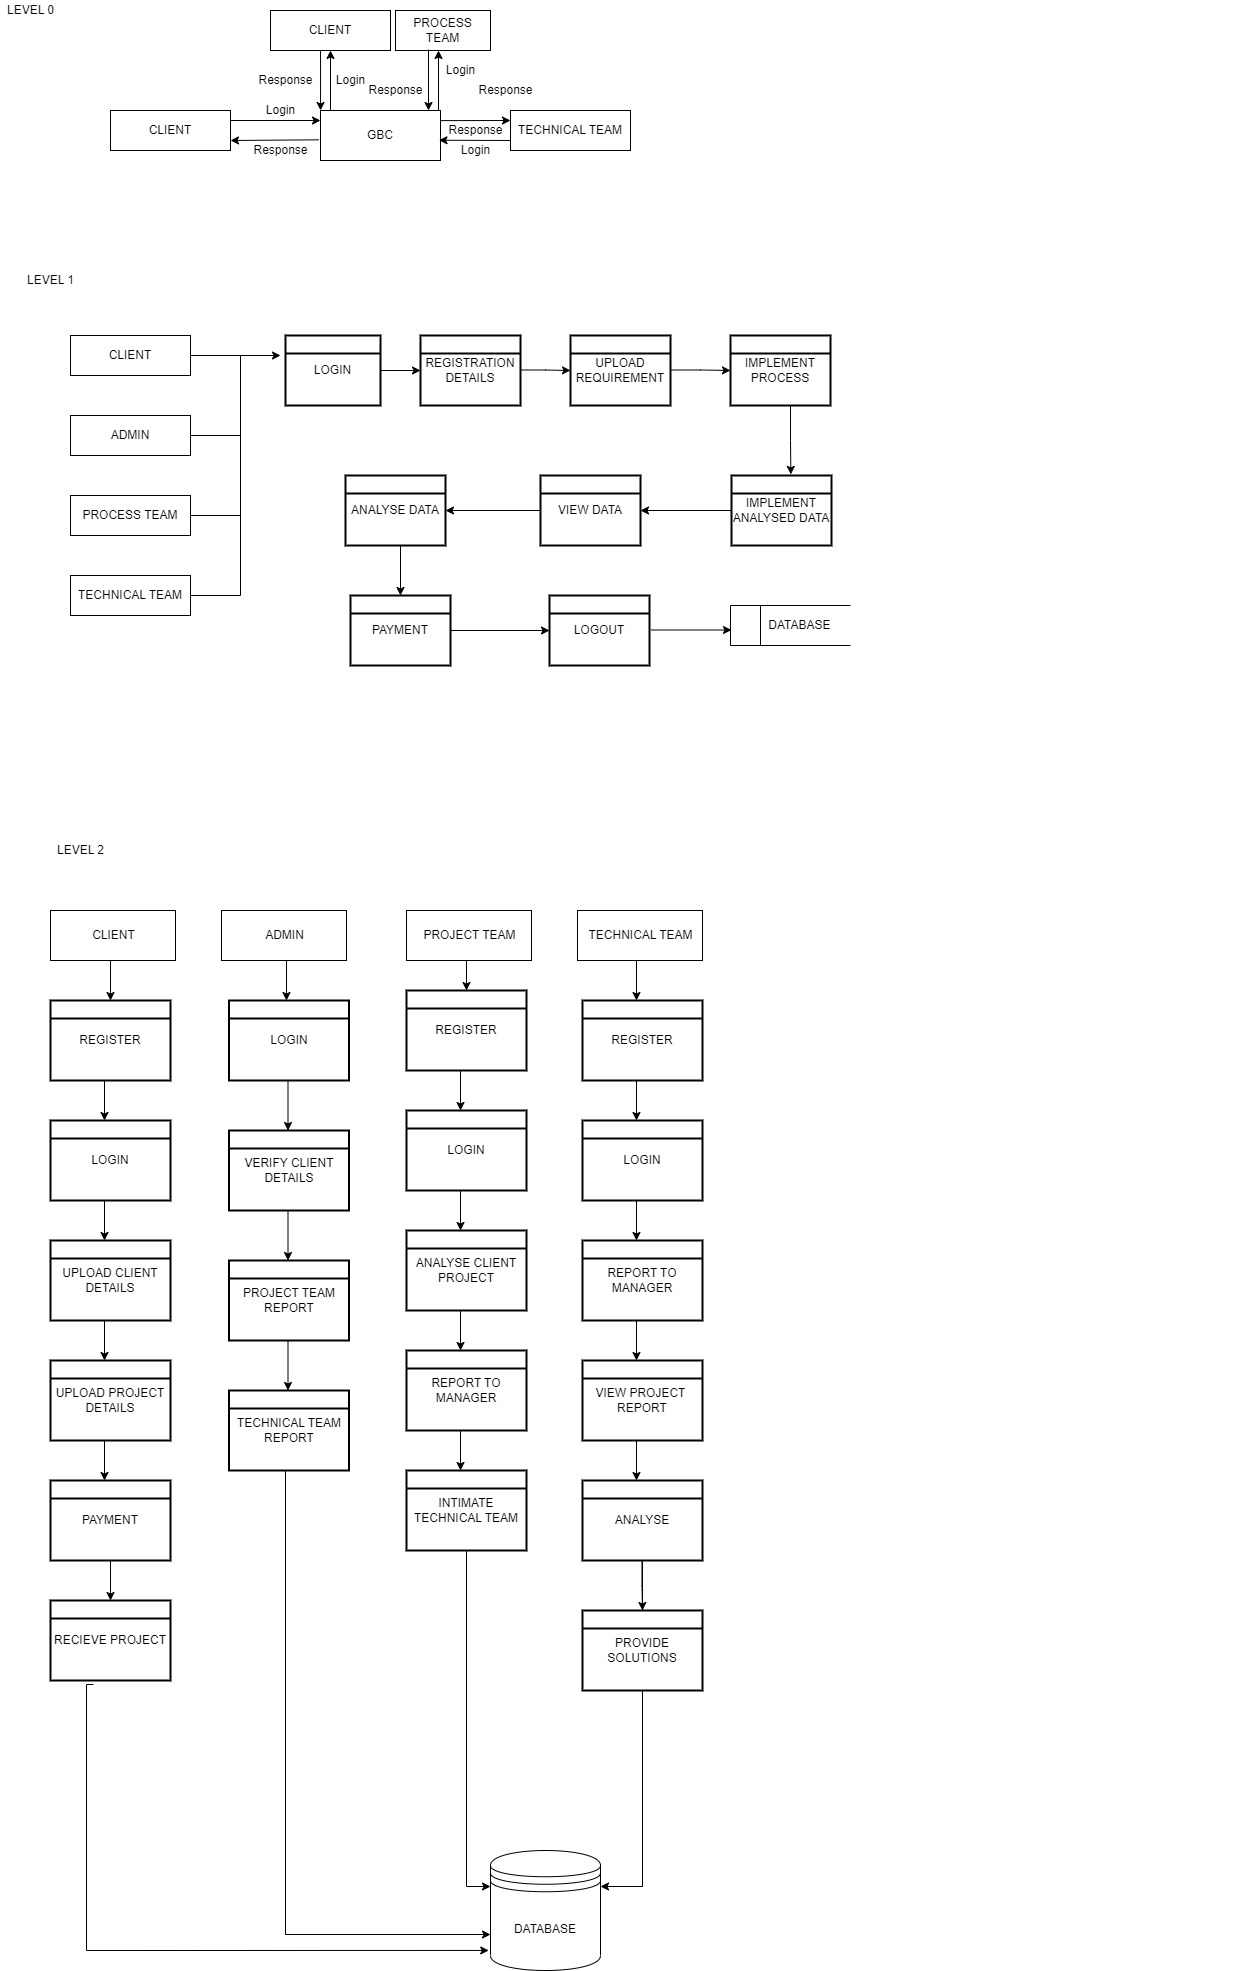 LEVEL 0
CLIENT
PROCESS
TEAM
Response
Login
Response
Login
Response
CLIENT
Login
Response
GBC
Response
Login
TECHNICAL TEAM
LEVEL 1
CLIENT
ADMIN
PROCESS TEAM
TECHNICAL TEAM
LOGIN
REGISTRATION
DETAILS
UPLOAD
REQUIREMENT
IMPLEMENT
PROCESS
ANALYSE DATA
VIEW DATA
IMPLEMENT
ANALYSED DATA
PAYMENT
LOGOUT
DATABASE
LEVEL 2
CLIENT
REGISTER
LOGIN
UPLOAD CLIENT
DETAILS
UPLOAD PROJECT
DETAILS
PAYMENT
RECIEVE PROJECT
ADMIN
LOGIN
VERIFY CLIENT
DETAILS
PROJECT TEAM
REPORT
TECHNICAL TEAM
REPORT
PROJECT TEAM
REGISTER
LOGIN
ANALYSE CLIENT
PROJECT
REPORT TO
MANAGER
INTIMATE
TECHNICAL TEAM
TECHNICAL TEAM
REGISTER
LOGIN
REPORT TO
MANAGER
VIEW PROJECT
REPORT
ANALYSE
PROVIDE
SOLUTIONS
DATABASE